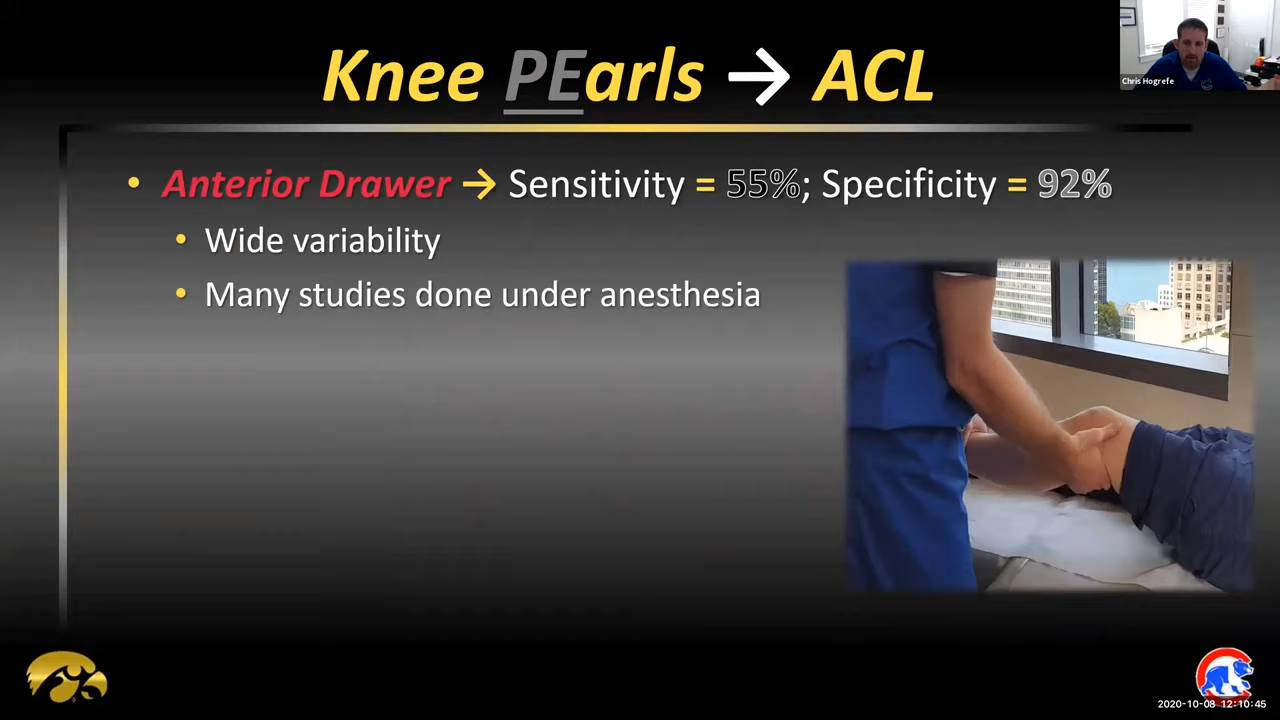 Knee PEarls → ACL
Chris Hogrefe
• Anterior Drawer → Sensitivity = 55%; Specificity = 92%
• Wide variability
• Many studies done under anesthesia
2020-10-08 12:10:45